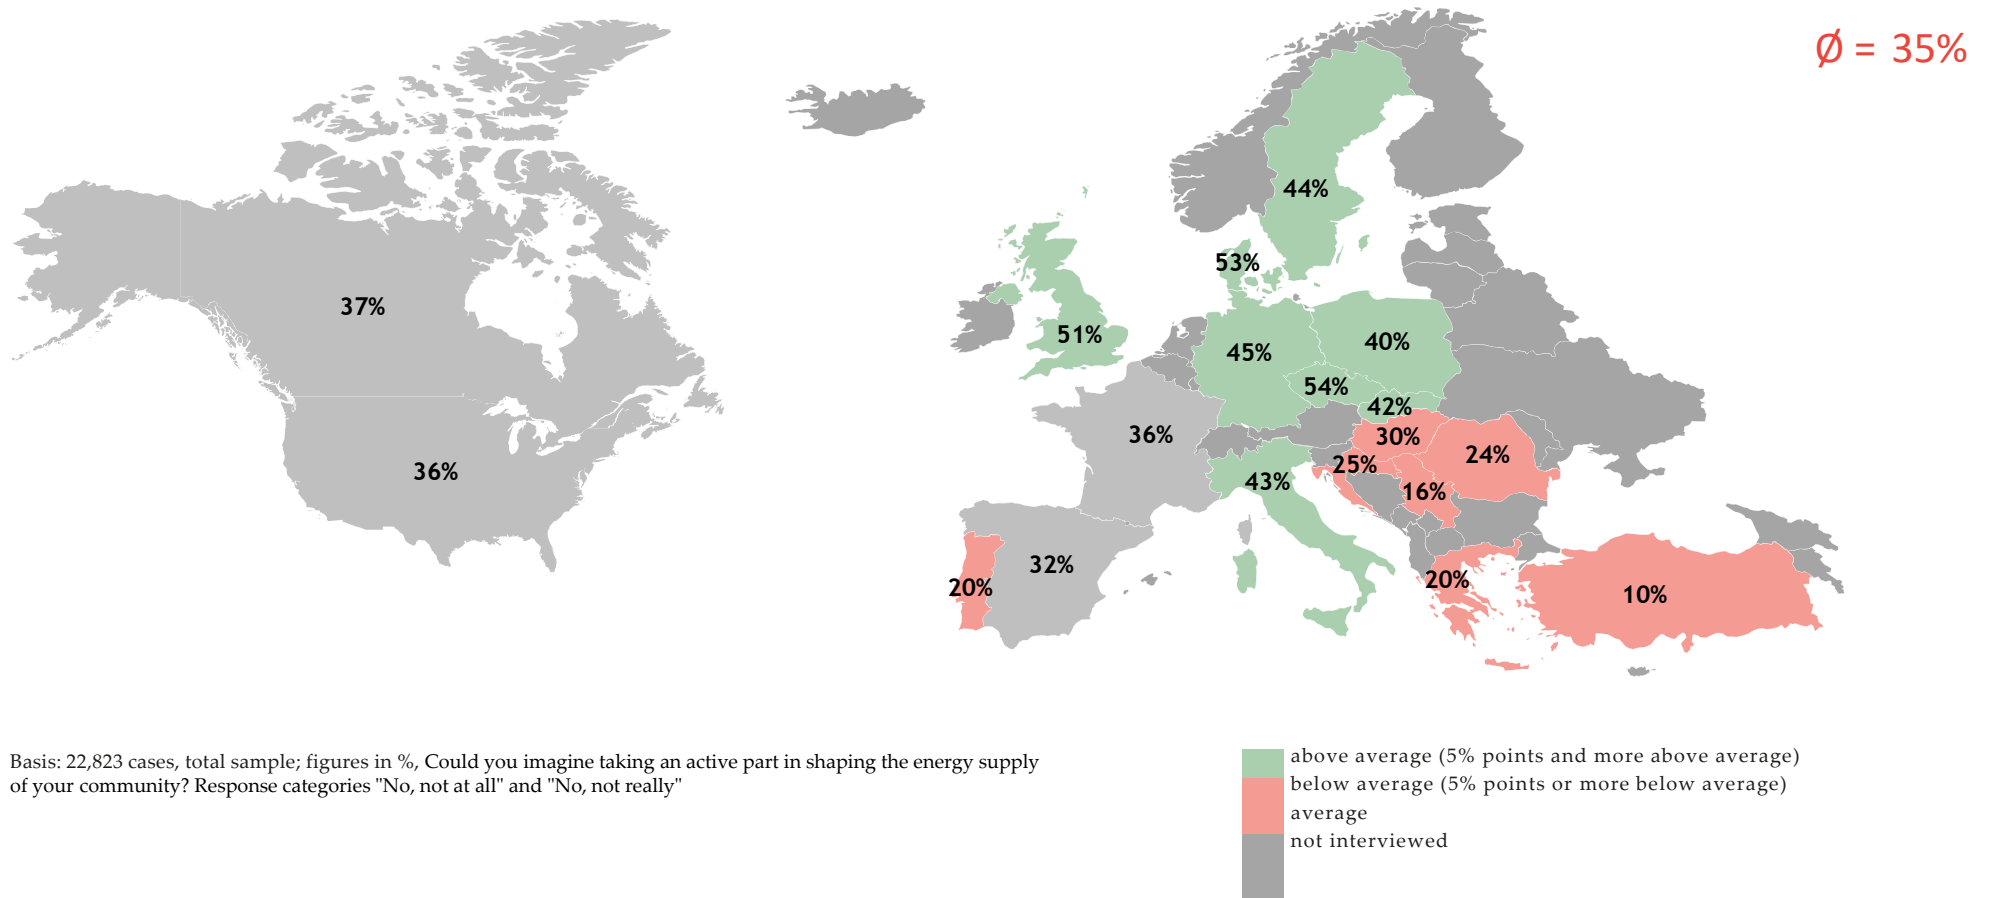 Ø = 35%
44%
53%
37%
51%
40%
45%
54%
42%
36%
30%
24%
25%
36%
43%
16%
32%
20%
20%
10%
Basis: 22,823 cases, total sample; figures in %, Could you imagine taking an active part in shaping the energy supply
of your community? Response categories "No, not at all" and "No, not really"
above average (5% points and more above average)
below average (5% points or more below average)
average
not interviewed